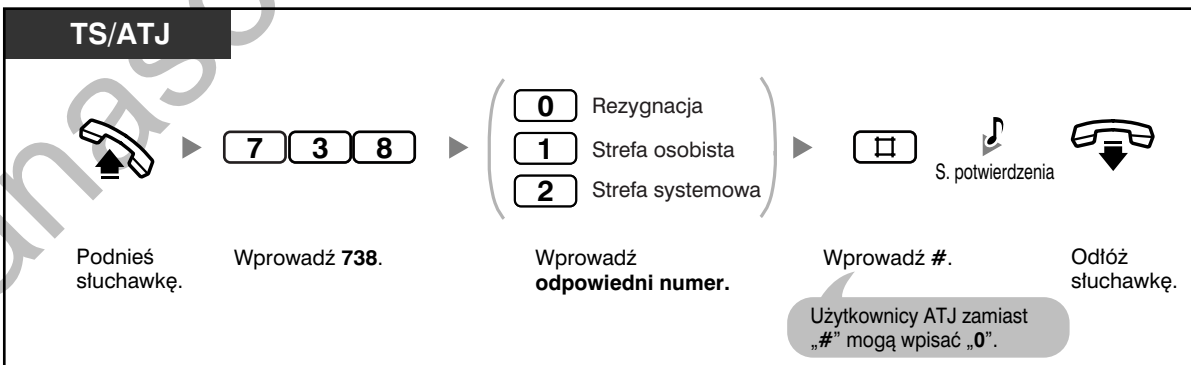 TS/ATJ
7 3 8
0 Rezygnacja
1 Strefa osobista
2 Strefa systemowa
S. potwierdzenia
Podnieś
słuchawkę.
Wprowadź 738.
Wprowadź
odpowiedni numer.
Wprowadź #.
Użytkownicy ATJ zamiast
„#” mogą wpisać „0”.
Odłóż
słuchawkę.